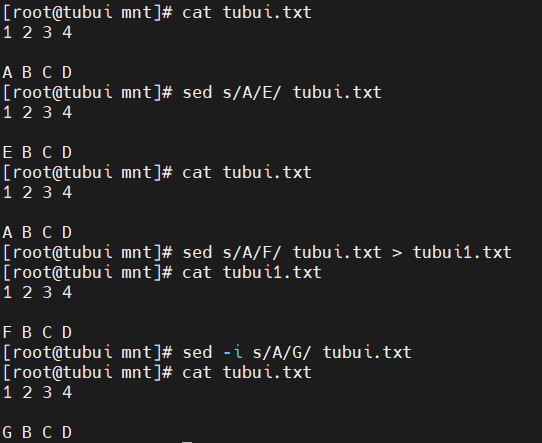 [root@tubui mnt]# cat tubui.txt
1 2 3 4
A B C D
[root@tubui mnt]# sed s/A/E/ tubui.txt
1 2 3 4
E B C D
[root@tubui mnt]# cat tubui.txt
1 2 3 4
A B C D
[root@tubui mnt]# sed s/A/F/ tubui.txt > tubui1.txt
[root@tubui mnt]# cat tubui1.txt
1 2 3 4
F B C D
[root@tubui mnt]# sed -i s/A/G/ tubui.txt
[root@tubui mnt]# cat tubui.txt
1 2 3 4
G B C D